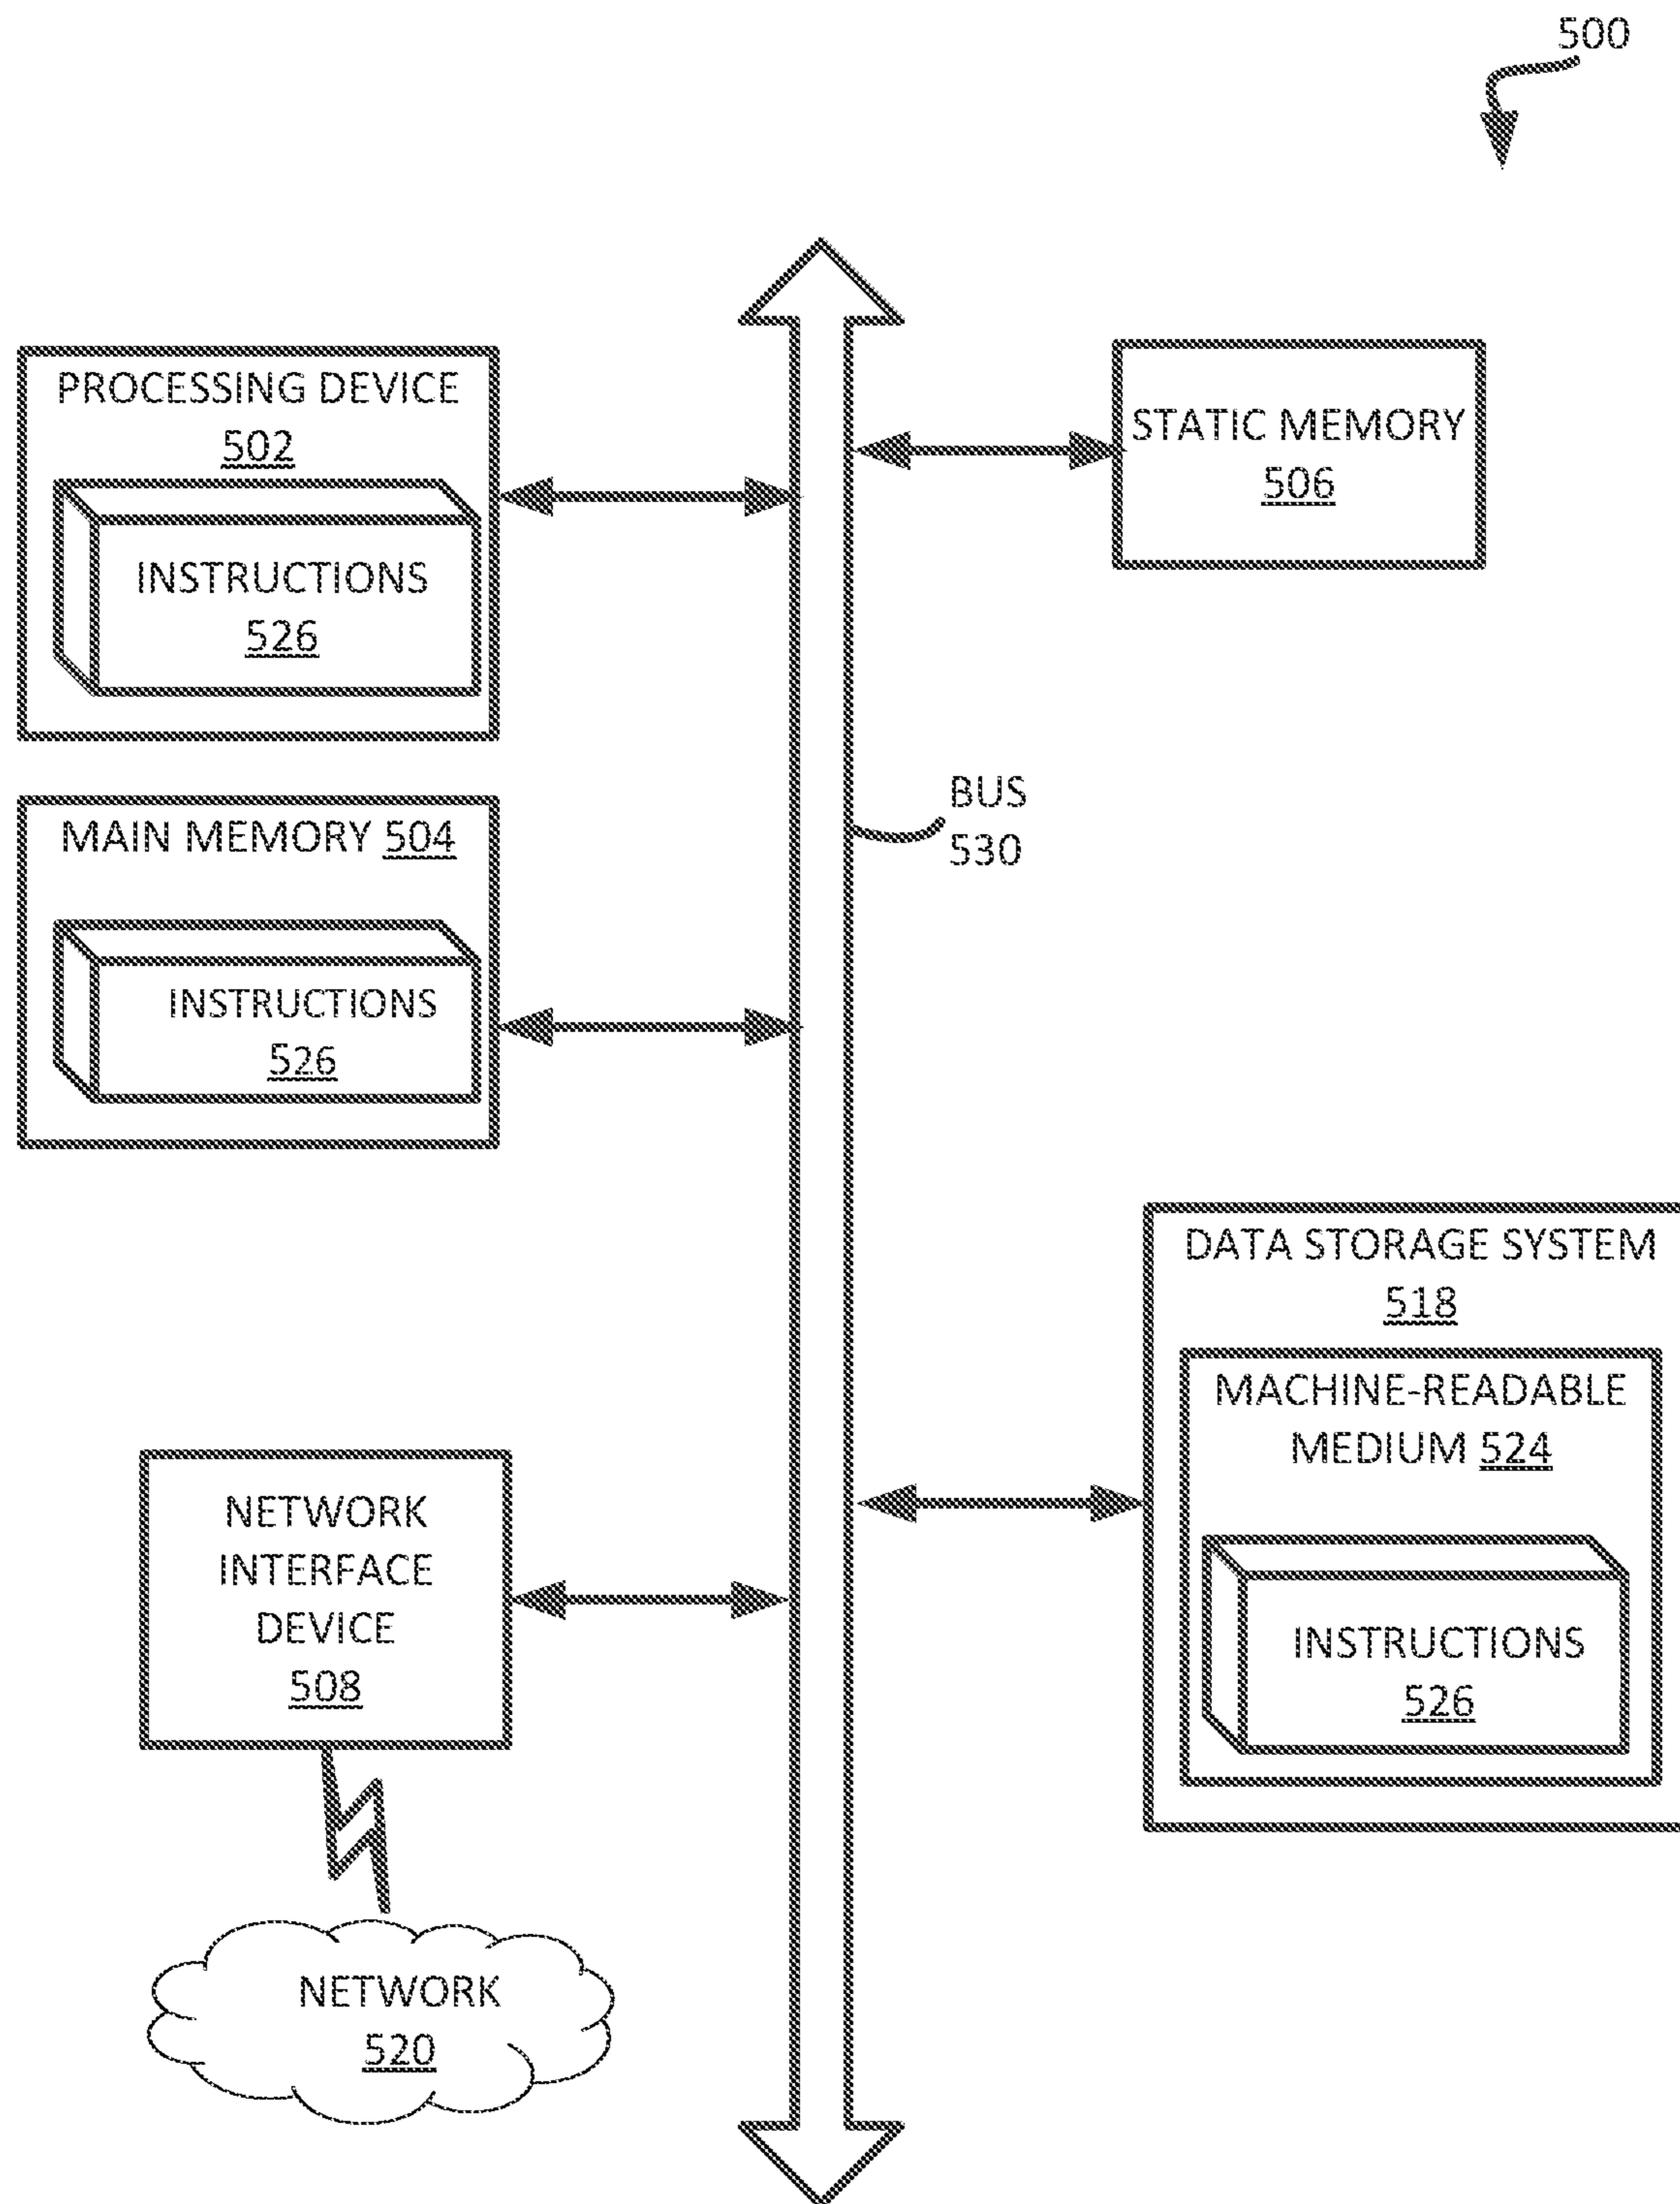 500
PROCESSING DEVICE
502
INSTRUCTIONS
526
STATIC MEMORY
506
BUS
530
MAIN MEMORY 504
INSTRUCTIONS
526
DATA STORAGE SYSTEM
518
MACHINE-READABLE
MEDIUM 524
INSTRUCTIONS
526
NETWORK
INTERFACE
DEVICE
508
NETWORK
520